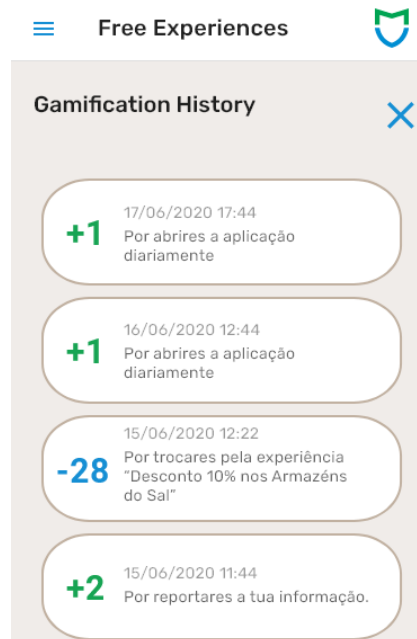 Free Experiences
Gamification History
+1
17/06/2020 17:44
Por abrires a aplicação
diariamente
+1
16/06/2020 12:44
Por abrires a aplicação
diariamente
-28
15/06/2020 12:22
Por trocares pela experiência
“Desconto 10% nos Armazéns
do Sal”
+2
15/06/2020 11:44
Por reportares a tua informação.